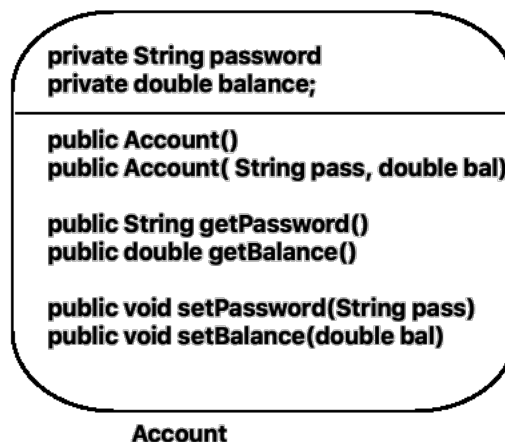 private String password
private double balance;
public Account()
public Account( String pass, double bal)
public String getPassword()
public double getBalance()
public void setPassword(String pass)
public void setBalance(double bal)
Account